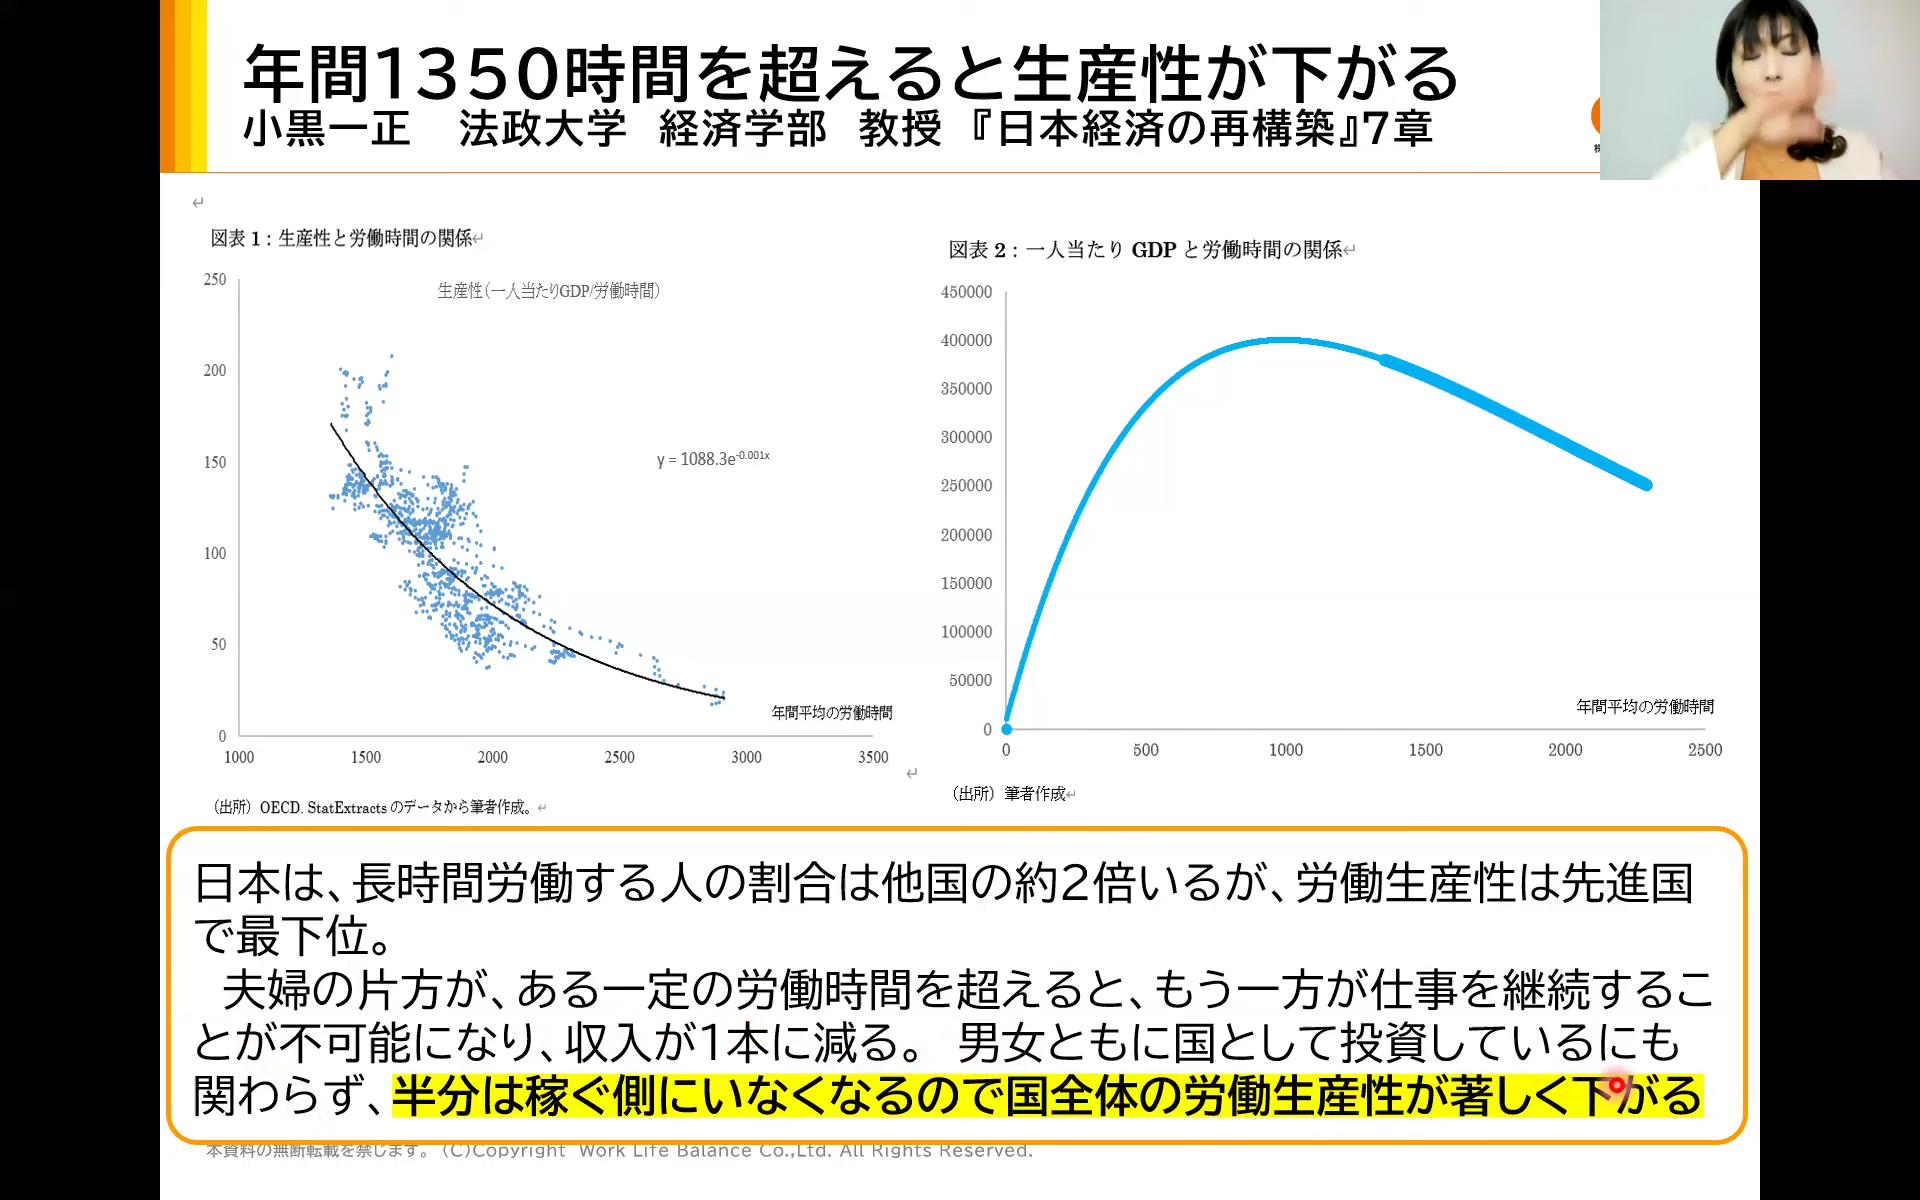 年間1350時間を超えると生産性が下がる
小黒一正　法政大学　経済学部　教授　『日本経済の再構築』7章
図表 1：生産性と労働時間の関係↵
250
生産性（一人当たりGDP/労働時間）
200
150
y = 1088.3e-0.001x
100
50
年間平均の労働時間
0
1000 1500 2000 2500 3000 3500
（出所）OECD. StatExtracts のデータから筆者作成。↵
図表 2：一人当たり GDP と労働時間の関係↵
450000
400000
350000
300000
250000
200000
150000
100000
50000
年間平均の労働時間
0
0 500 1000 1500 2000 2500
（出所）筆者作成↵
日本は、長時間労働する人の割合は他国の約2倍いるが、労働生産性は先進国
で最下位。
夫婦の片方が、ある一定の労働時間を超えると、もう一方が仕事を継続するこ
とが不可能になり、収入が1本に減る。　男女ともに国として投資しているにも
関わらず、半分は稼ぐ側にいなくなるので国全体の労働生産性が著しく下がる
本資料の無断転載を禁じます。（C）Copyright Work Life Balance Co.,Ltd. All Rights Reserved.